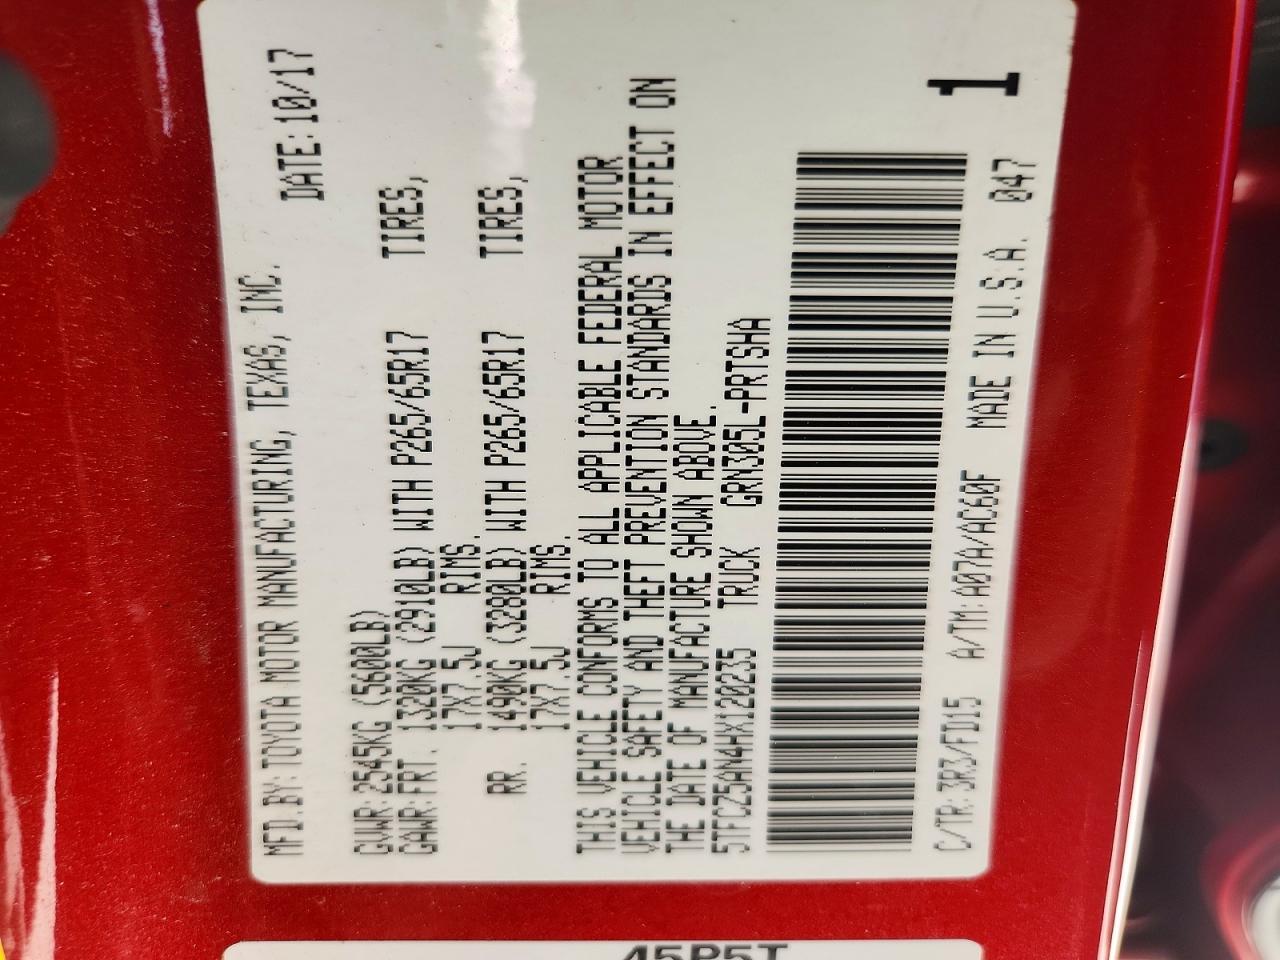 MFD.BY:TOYOTA MOTOR MANUFACTURING, TEXAS, INC.
DATE:10/17
GVWR:2545KG (5600LB)
GAWR:FRT. 1320KG (2910LB) WITH P265/65R17 TIRES,
17X7.5J RIMS.
RR. 1490KG (3280LB) WITH P265/65R17 TIRES,
17X7.5J RIMS.
THIS VEHICLE CONFORMS TO ALL APPLICABLE FEDERAL MOTOR
VEHICLE SAFETY AND THEFT PREVENTION STANDARDS IN EFFECT ON
THE DATE OF MANUFACTURE SHOWN ABOVE.
5TFCZ5AN4HX120235 TRUCK GRN305L-PRTSHA
1
C/TR:3R3/FD15 A/TM:A07A/AC60F MADE IN U.S.A. 047
45P5T